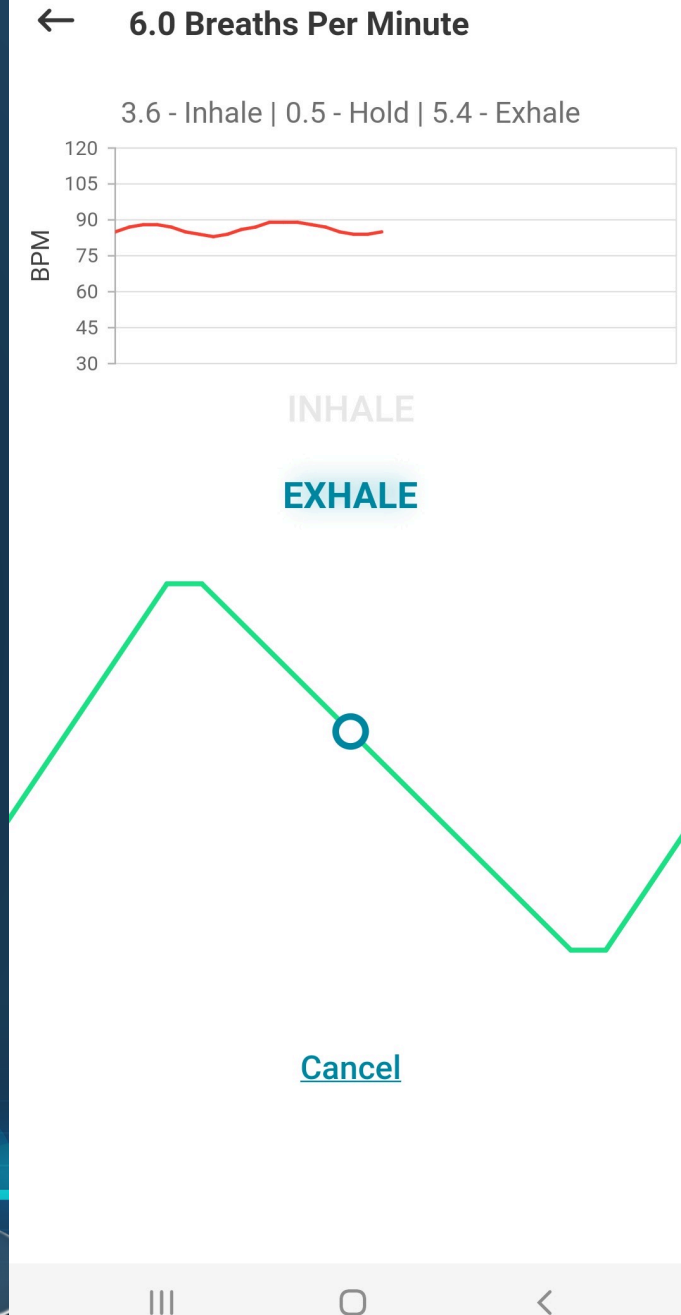 6.0 Breaths Per Minute
3.6 - Inhale | 0.5 - Hold | 5.4 - Exhale
120
105
90
75
60
45
30
BPM
INHALE
EXHALE
Cancel